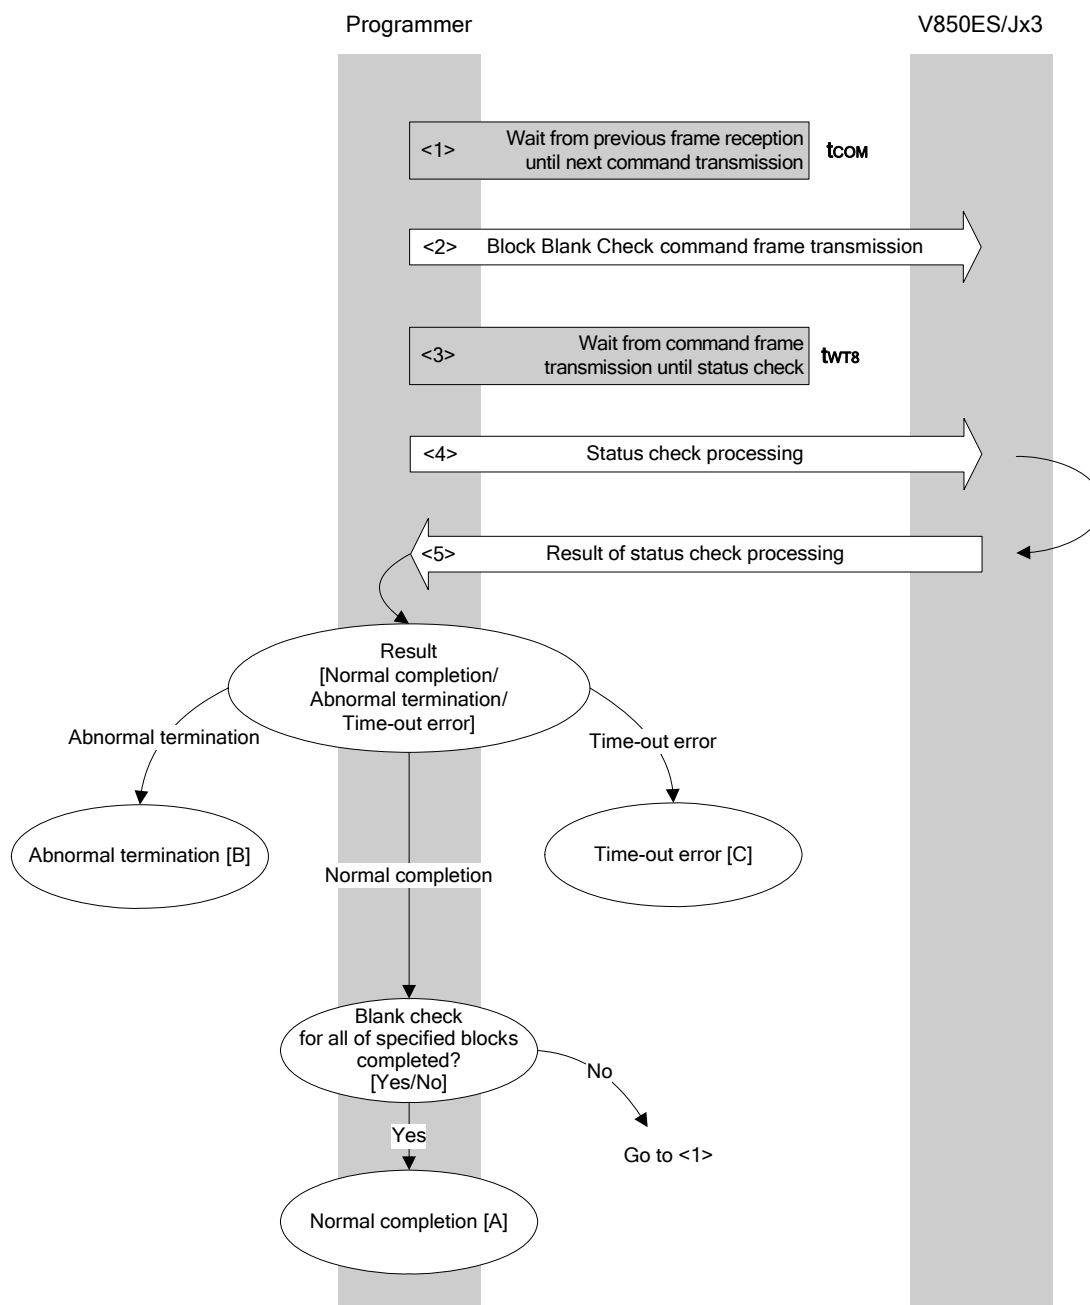 Programmer
V850ES/Jx3
<1>
Wait from previous frame reception
until next command transmission
tCOM
<2>
Block Blank Check command frame transmission
<3>
Wait from command frame
transmission until status check
tWT8
<4>
Status check processing
<5>
Result of status check processing
Result
[Normal completion/
Abnormal termination/
Time-out error]
Abnormal termination
Time-out error
Abnormal termination [B]
Time-out error [C]
Normal completion
Blank check
for all of specified blocks
completed?
[Yes/No]
No
Yes
Go to <1>
Normal completion [A]